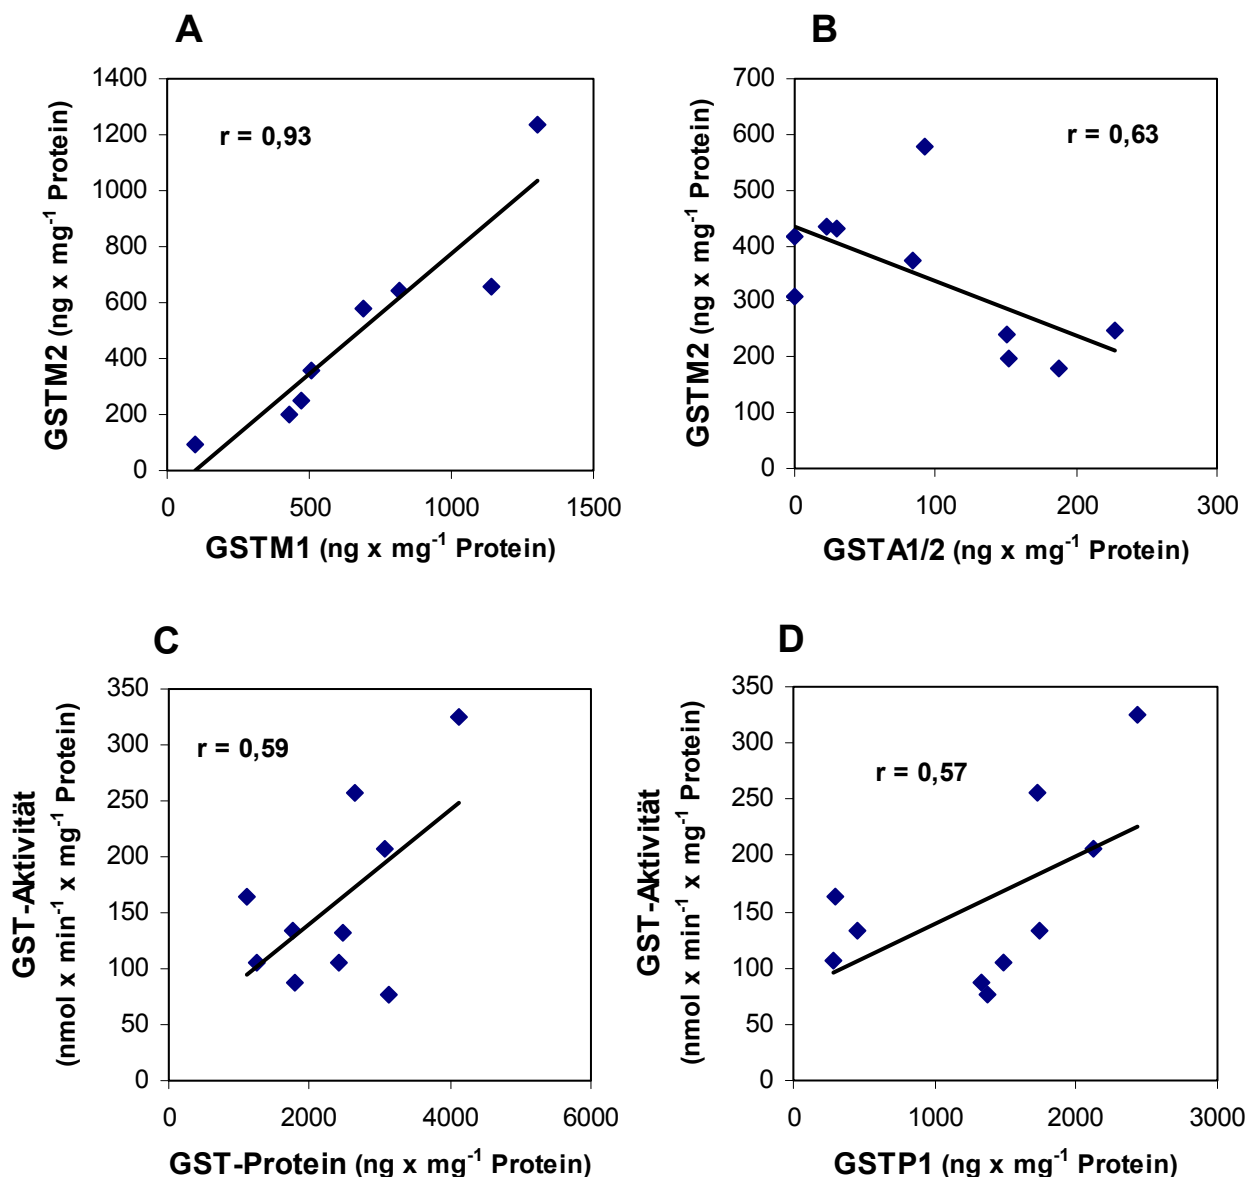 A
1400
1200
1000
800
600
400
200
0
r = 0,93
GSTM2 (ng x mg⁻¹ Protein)
0 500 1000 1500
GSTM1 (ng x mg⁻¹ Protein)
B
700
600
500
400
300
200
100
0
r = 0,63
GSTM2 (ng x mg⁻¹ Protein)
0 100 200 300
GSTA1/2 (ng x mg⁻¹ Protein)
C
350
300
250
200
150
100
50
0
r = 0,59
GST-Aktivität
(nmol x min⁻¹ x mg⁻¹ Protein)
0 2000 4000 6000
GST-Protein (ng x mg⁻¹ Protein)
D
350
300
250
200
150
100
50
0
r = 0,57
GST-Aktivität
(nmol x min⁻¹ x mg⁻¹ Protein)
0 1000 2000 3000
GSTP1 (ng x mg⁻¹ Protein)